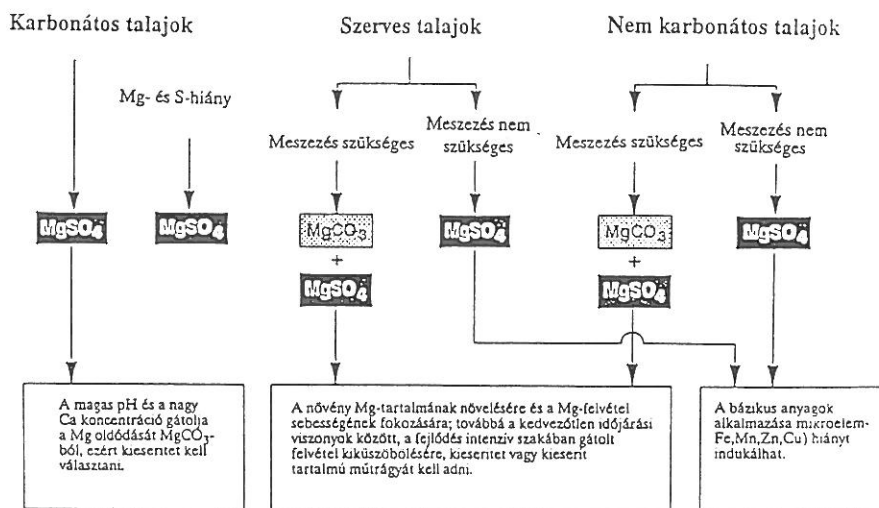 Karbonátos talajok
Szerves talajok
Nem karbonátos talajok
Mg- és S-hiány
Meszezés szükséges
Meszezés nem
szükséges
Meszezés szükséges
Meszezés nem
szükséges
MgSO4
MgSO4
MgCO3
+
MgSO4
MgSO4
MgCO3
+
MgSO4
MgSO4
A magas pH és a nagy
Ca koncentráció gátolja
a Mg oldódását MgCO3-
ból, ezért kiesentet kell
választani.
A növény Mg-tartalmának növelésére és a Mg-felvétel
sebességének fokozására; továbbá a kedvezőtlen időjárási
viszonyok között, a fejlődés intenzív szakában gátolt
felvétel kiküszöbölésére, kiesentet vagy kiesent
tartalmú műtrágyát kell adni.
A bázikus anyagok
alkalmazása mikroelem-
Fe,Mn,Zn,Cu) hiányt
indukálhat.